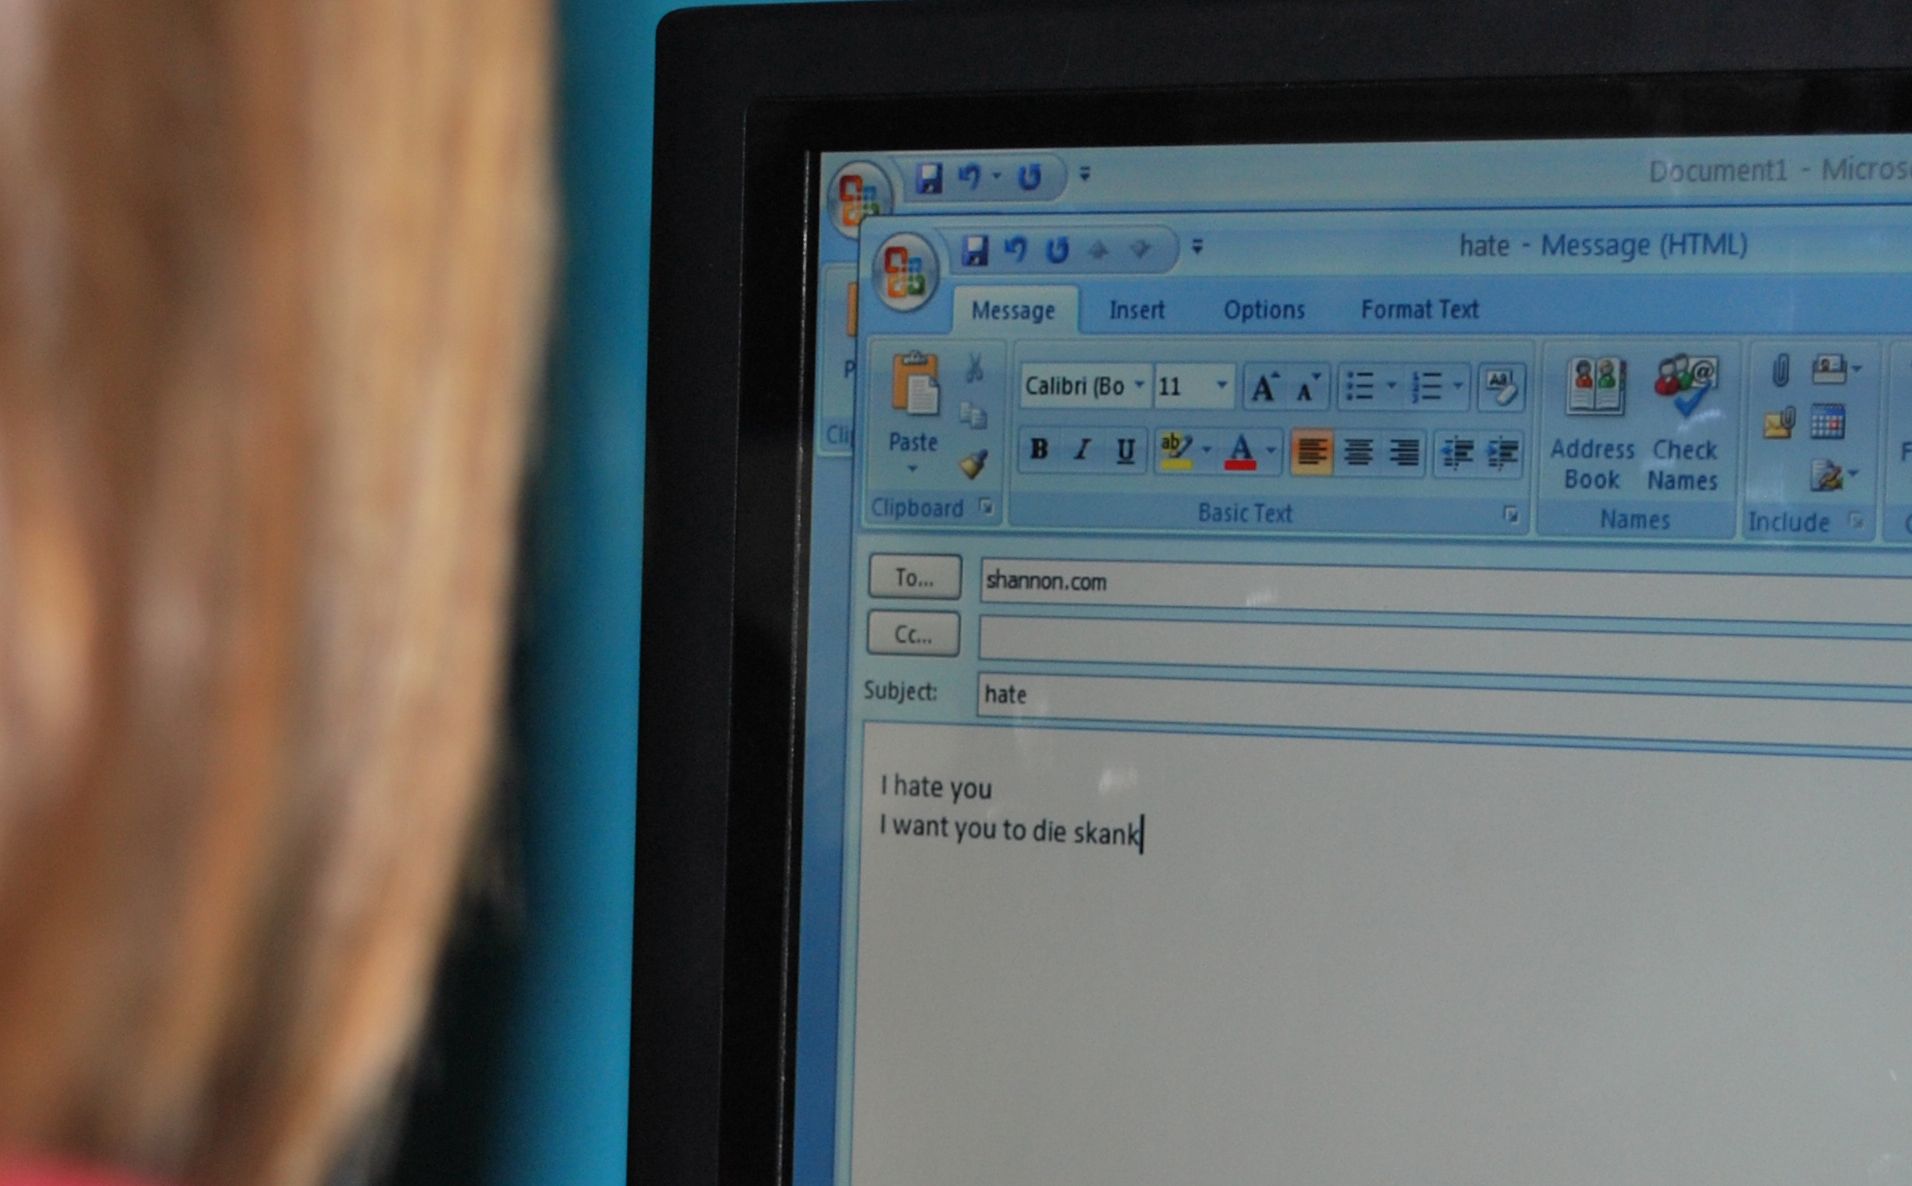 Document1 - Micros
hate - Message (HTML)
Message Insert Options Format Text
Calibri (Bo 11
Paste
B I U ab A
Address Book
Check Names
Clipboard
Basic Text
Names
Include
To...
shannon.com
Cc...
Subject:
hate
I hate you
I want you to die skank